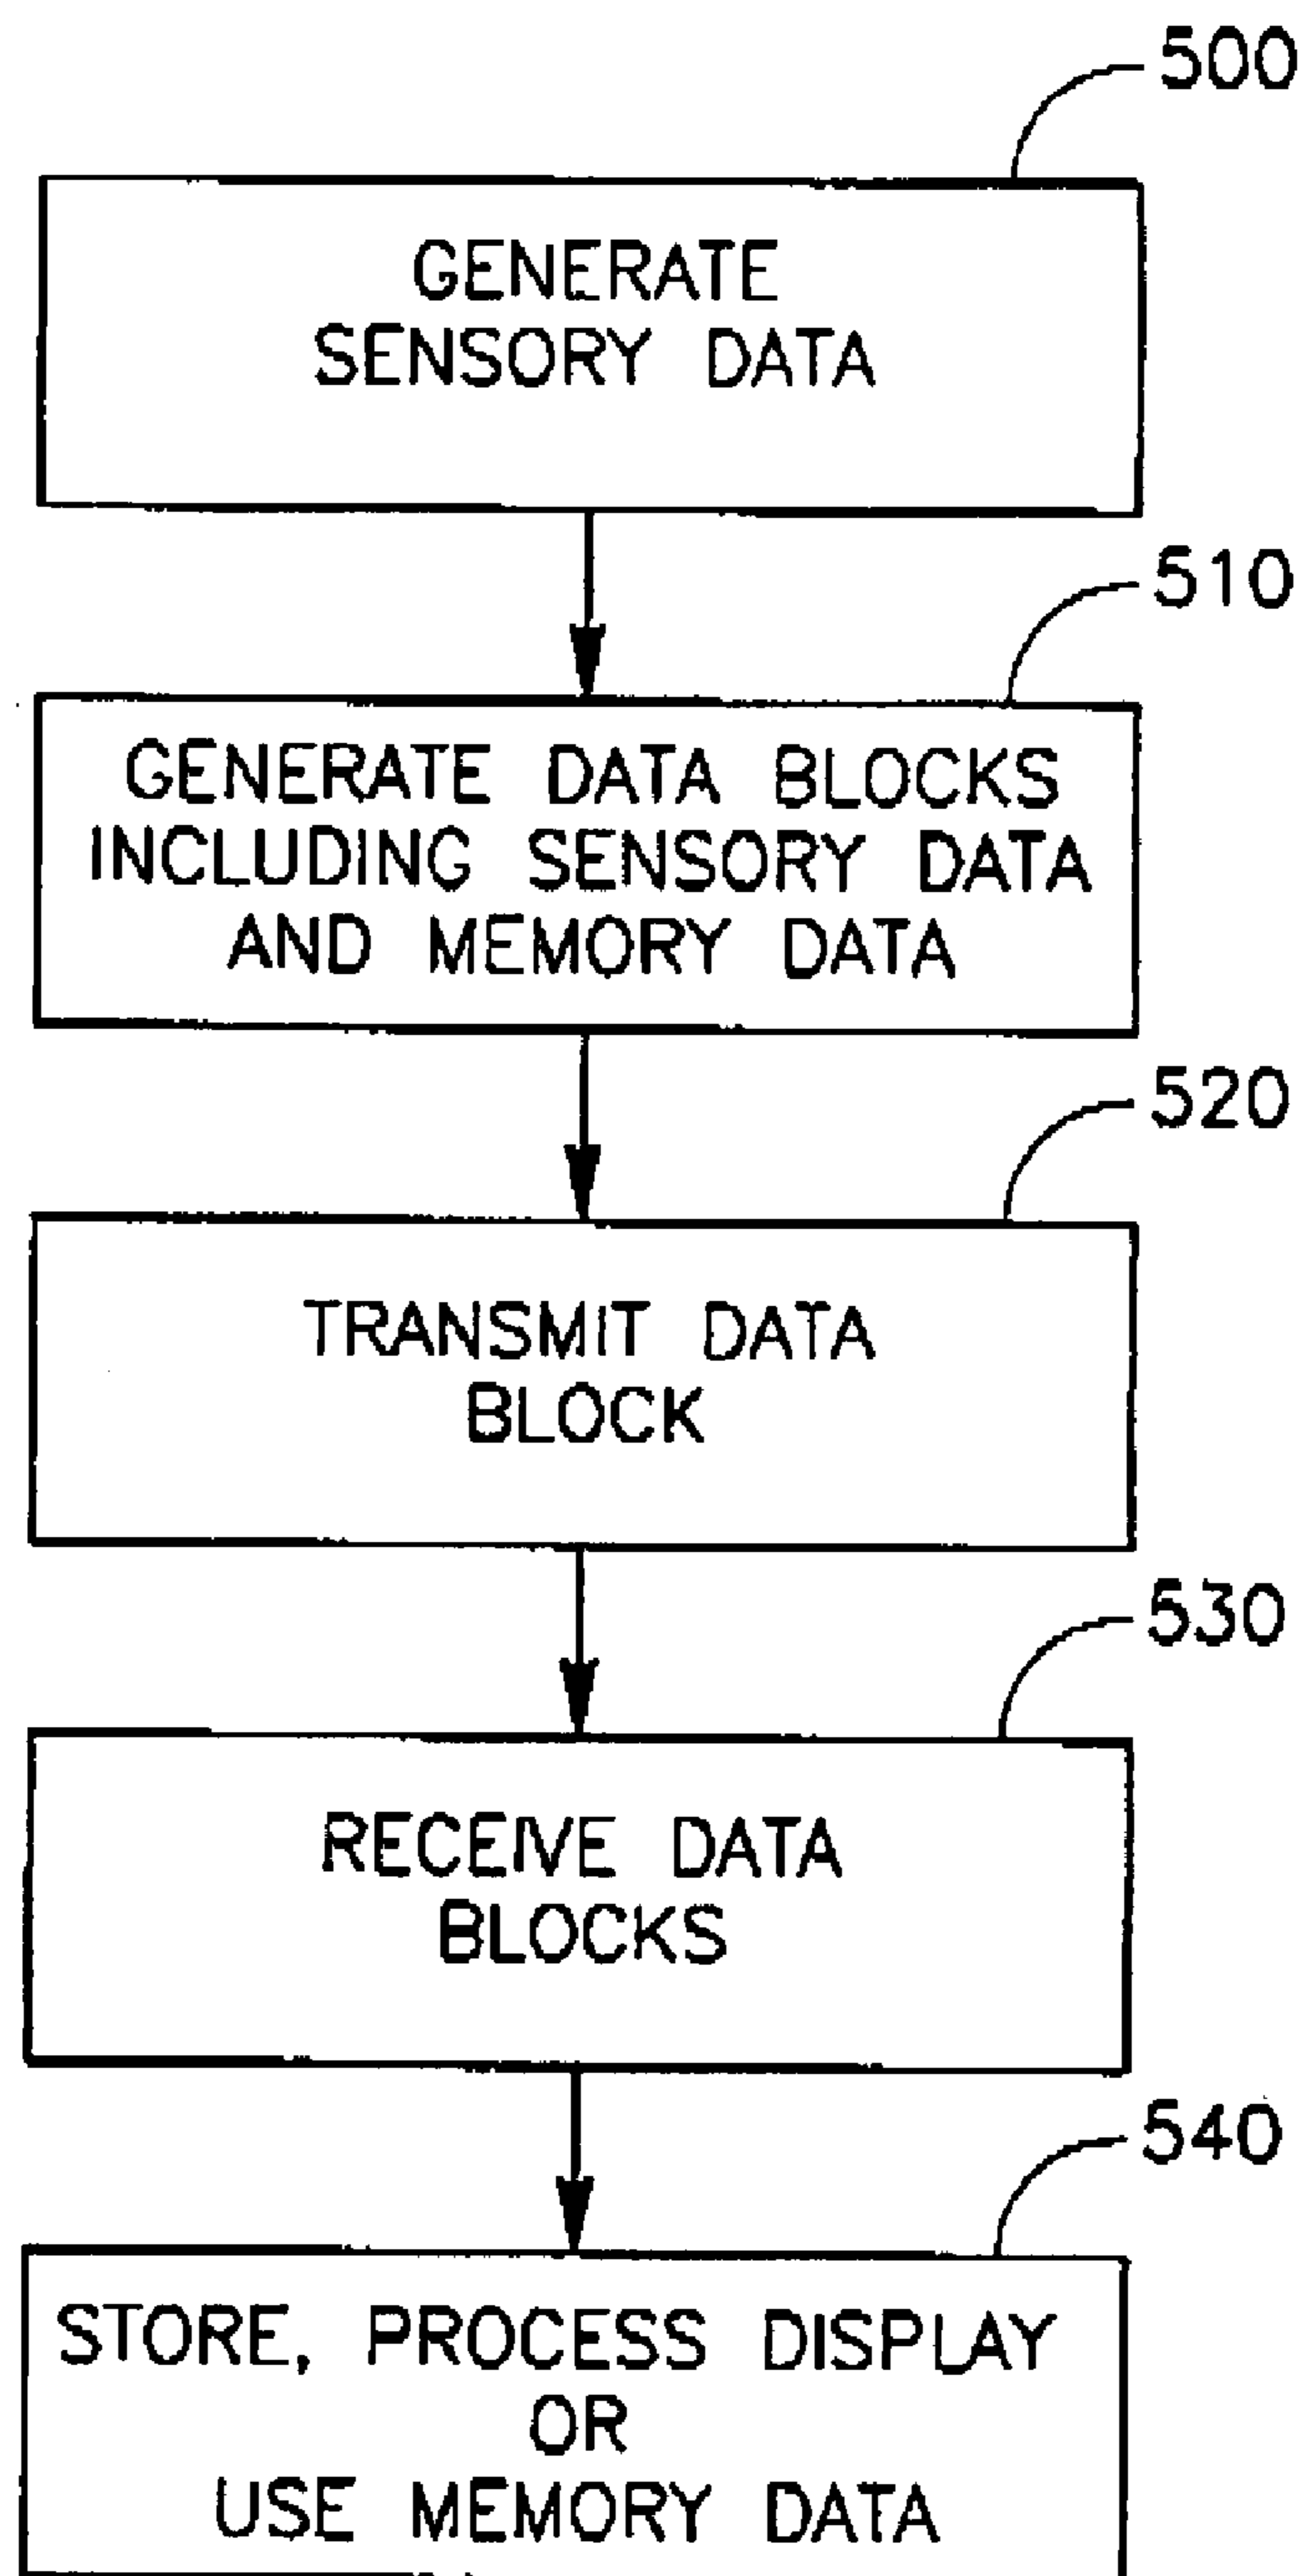 500
GENERATE
SENSORY DATA
510
GENERATE DATA BLOCKS
INCLUDING SENSORY DATA
AND MEMORY DATA
520
TRANSMIT DATA
BLOCK
530
RECEIVE DATA
BLOCKS
540
STORE, PROCESS DISPLAY
OR
USE MEMORY DATA